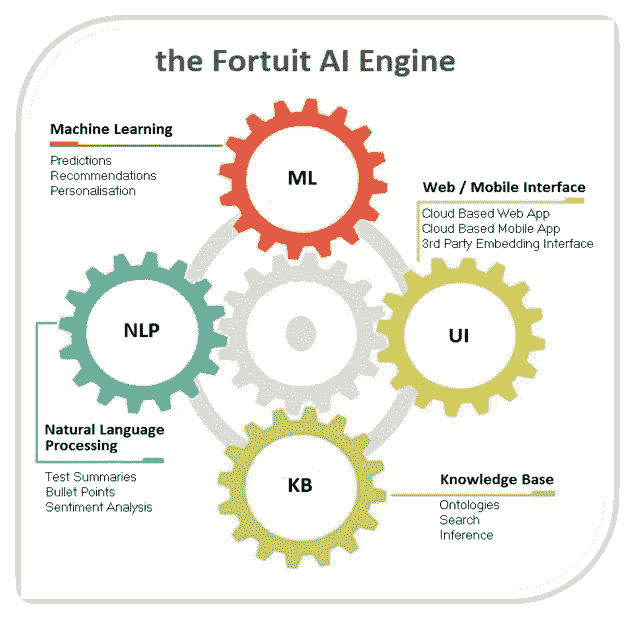 the Fortuit AI Engine
Machine Learning
Predictions
Recommendations
Personalisation
ML
Web / Mobile Interface
Cloud Based Web App
Cloud Based Mobile App
3rd Party Embedding Interface
NLP
UI
Natural Language
Processing
Test Summaries
Bullet Points
Sentiment Analysis
KB
Knowledge Base
Ontologies
Search
Inference